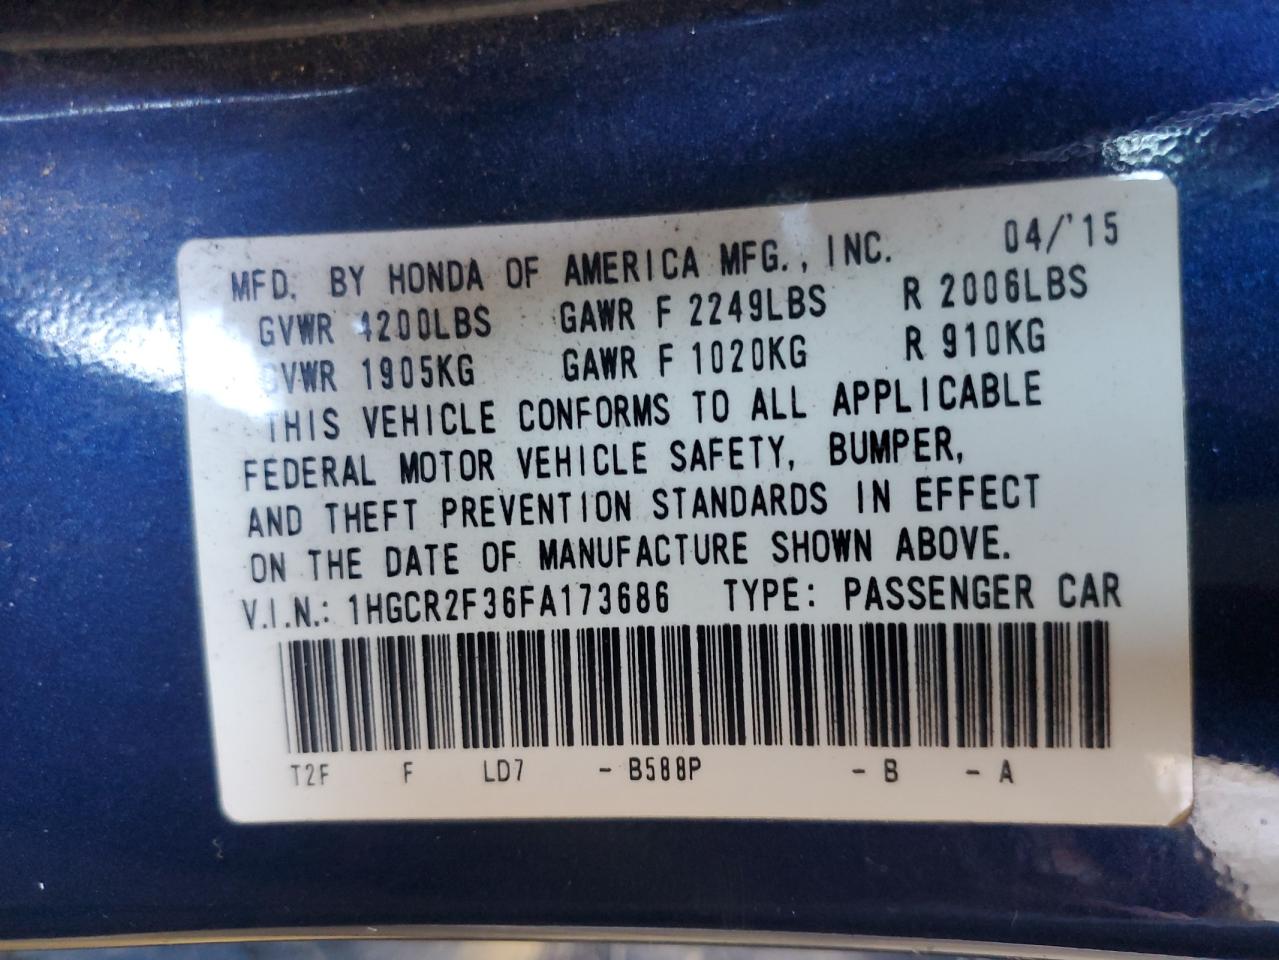 MFD. BY HONDA OF AMERICA MFG., INC. 04/'15
GVWR 4200LBS GAWR F 2249LBS R 2006LBS
GVWR 1905KG GAWR F 1020KG R 910KG
THIS VEHICLE CONFORMS TO ALL APPLICABLE
FEDERAL MOTOR VEHICLE SAFETY, BUMPER,
AND THEFT PREVENTION STANDARDS IN EFFECT
ON THE DATE OF MANUFACTURE SHOWN ABOVE.
V.I.N.: 1HGCR2F36FA173686 TYPE: PASSENGER CAR
T2F F LD7 - B588P - B - A